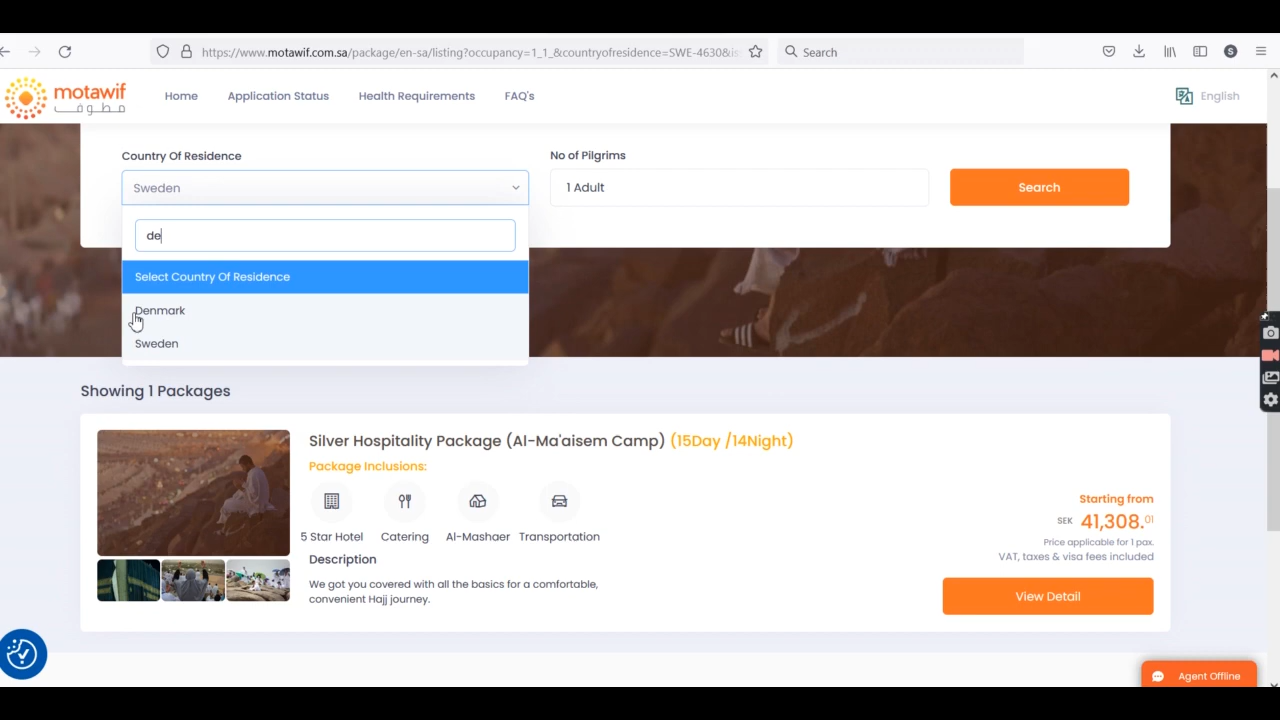 https://www.motawif.com.sa/package/en-sa/listing?occupancy=1_1_&countryofresidence=SWE-4630&is
Search
S
motawif
مطوف
Home
Application Status
Health Requirements
FAQ's
English
Country Of Residence
No of Pilgrims
Sweden
1 Adult
Search
de
Select Country Of Residence
Denmark
Sweden
Showing 1 Packages
Silver Hospitality Package (Al-Ma'aisem Camp) (15Day /14Night)
Package Inclusions:
5 Star Hotel
Catering
Al-Mashaer
Transportation
Description
We got you covered with all the basics for a comfortable,
convenient Hajj journey.
Starting from
SEK 41,308.01
Price applicable for 1 pax.
VAT, taxes & visa fees included
View Detail
Agent Offline